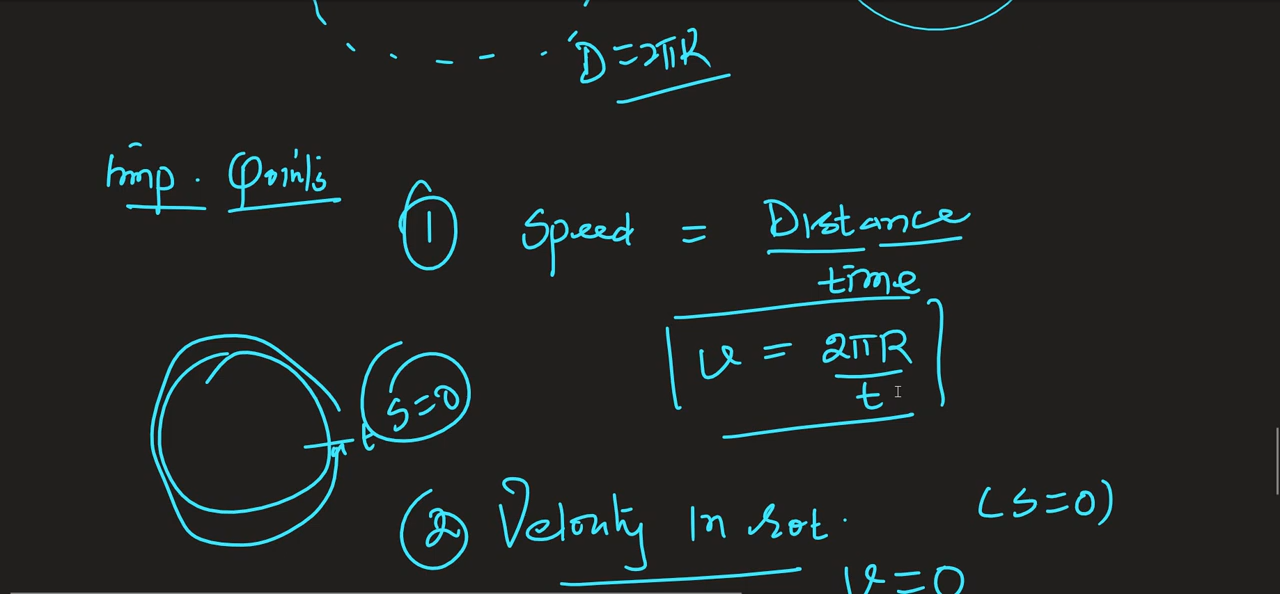 D = 2πR
Imp. Points
① Speed = Distance
time
v = 2πR
t
S=0
② Velocity in rot.
(S=0)
v=0